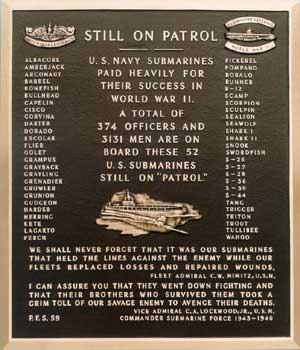 STILL ON PATROL
ALBACORE
AMBERJACK
ARGONAUT
BARBEL
BONEFISH
BULLHEAD
CAPELIN
CISCO
CORVINA
DARTER
DORADO
ESCOLAR
FLIER
GOLET
GRAMPUS
GRAYBACK
GRAYLING
GRENADIER
GROWLER
GRUNION
GUDGEON
HARDER
HERRING
KETE
LAGARTO
PERCH
U.S. NAVY SUBMARINES
PAID HEAVILY FOR
THEIR SUCCESS IN
WORLD WAR II.
A TOTAL OF
374 OFFICERS AND
3131 MEN ARE ON
BOARD THESE 52
U.S. SUBMARINES
STILL ON "PATROL"
PICKEREL
POMPANO
ROBALO
RUNNER
R-12
SCAMP
SCORPION
SCULPIN
SEALION
SEAWOLF
SHARK I
SHARK II
SNOOK
SWORDFISH
S-26
S-27
S-28
S-36
S-39
S-44
TANG
TRIGGER
TRITON
TROUT
TULLIBEE
WAHOO
WE SHALL NEVER FORGET THAT IT WAS OUR SUBMARINES
THAT HELD THE LINES AGAINST THE ENEMY WHILE OUR
FLEETS REPLACED LOSSES AND REPAIRED WOUNDS.
FLEET ADMIRAL C.W. NIMITZ, U.S.N.
I CAN ASSURE YOU THAT THEY WENT DOWN FIGHTING AND
THAT THEIR BROTHERS WHO SURVIVED THEM TOOK A
GRIM TOLL OF OUR SAVAGE ENEMY TO AVENGE THEIR DEATHS.
VICE ADMIRAL C.A. LOCKWOOD, JR., U.S.N.
P.F.S. 59
COMMANDER SUBMARINE FORCE 1943-1946